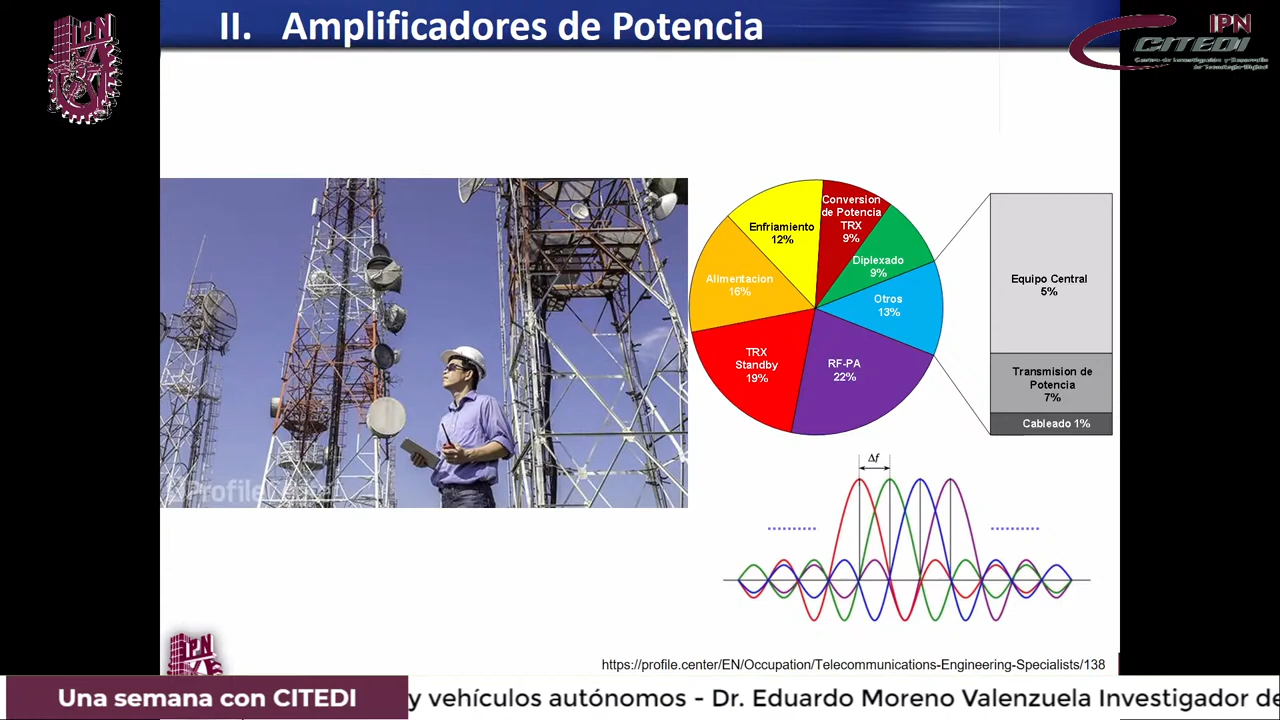 II. Amplificadores de Potencia
IPN
IPN
CITEDI
Centro de Investigación y Desarrollo
de Tecnología Digital
Conversion
de Potencia
TRX
9%
Enfriamiento
12%
Diplexado
9%
Alimentacion
16%
Otros
13%
TRX
Standby
19%
RF-PA
22%
Equipo Central
5%
Transmision de
Potencia
7%
Cableado 1%
Δf
IPN
https://profile.center/EN/Occupation/Telecommunications-Engineering-Specialists/138
Una semana con CITEDI
y vehículos autónomos - Dr. Eduardo Moreno Valenzuela Investigador de